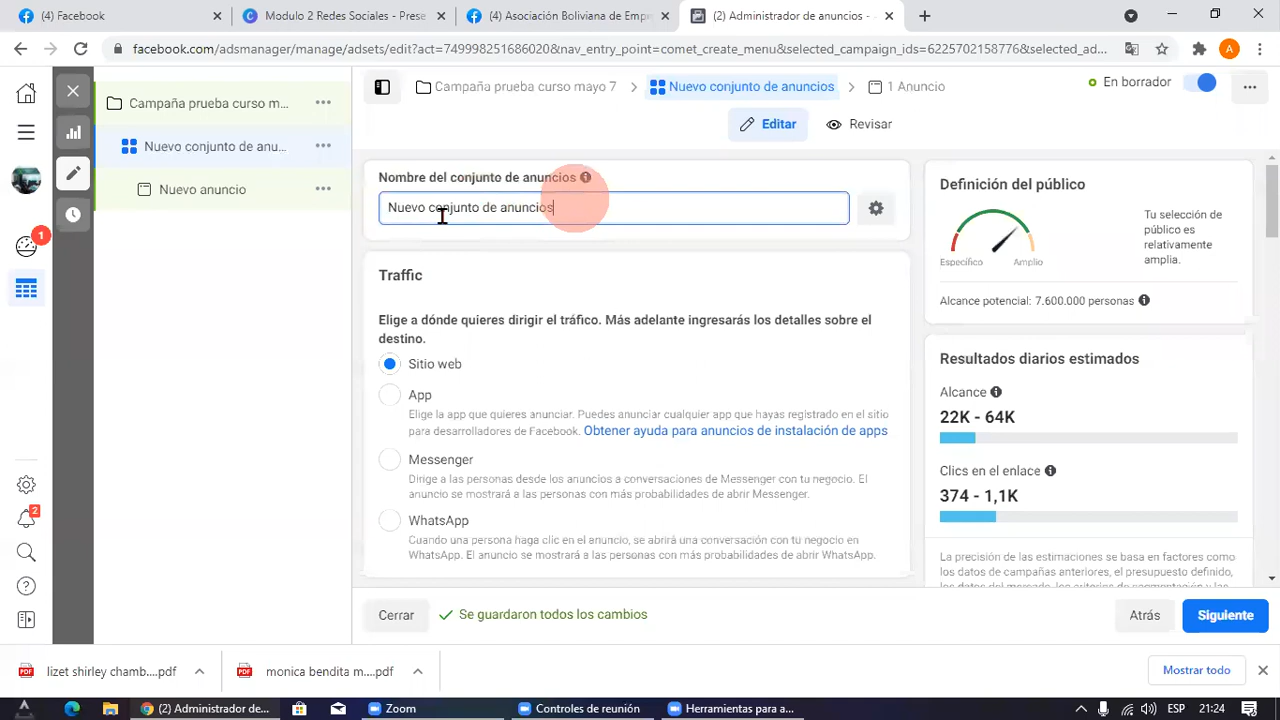 (4) Facebook
Modulo 2 Redes Sociales - Pres
(4) Asociación Boliviana de Emp
(2) Administrador de anuncios -
facebook.com/adsmanager/manage/adsets/edit?act=749998251686020&nav_entry_point=comet_create_menu&selected_campaign_ids=6225702158776&selected_ad...
A
Campaña prueba curso m...
Nuevo conjunto de anu...
Nuevo anuncio
Campaña prueba curso mayo 7
Nuevo conjunto de anuncios
1 Anuncio
En borrador
Editar
Revisar
1
2
Nombre del conjunto de anuncios
Nuevo conjunto de anuncios
Traffic
Elige a dónde quieres dirigir el tráfico. Más adelante ingresarás los detalles sobre el
destino.
Sitio web
App
Elige la app que quieres anunciar. Puedes anunciar cualquier app que hayas registrado en el sitio
para desarrolladores de Facebook. Obtener ayuda para anuncios de instalación de apps
Messenger
Dirige a las personas desde los anuncios a conversaciones de Messenger con tu negocio. El
anuncio se mostrará a las personas con más probabilidades de abrir Messenger.
WhatsApp
Cuando una persona haga clic en el anuncio, se abrirá una conversación con tu negocio en
WhatsApp. El anuncio se mostrará a las personas con más probabilidades de abrir WhatsApp.
Definición del público
Específico
Amplio
Tu selección de
público es
relativamente
amplia.
Alcance potencial: 7.600.000 personas
Resultados diarios estimados
Alcance
22K - 64K
Clics en el enlace
374 - 1,1K
La precisión de las estimaciones se basa en factores como
los datos de campañas anteriores, el presupuesto definido,
los datos del mercado, los criterios de segmentación y las
Cerrar
Se guardaron todos los cambios
Atrás
Siguiente
lizet shirley chamb....pdf
monica bendita m....pdf
Mostrar todo
(2) Administrador de...
Zoom
Controles de reunión
Herramientas para a...
ESP
21:24